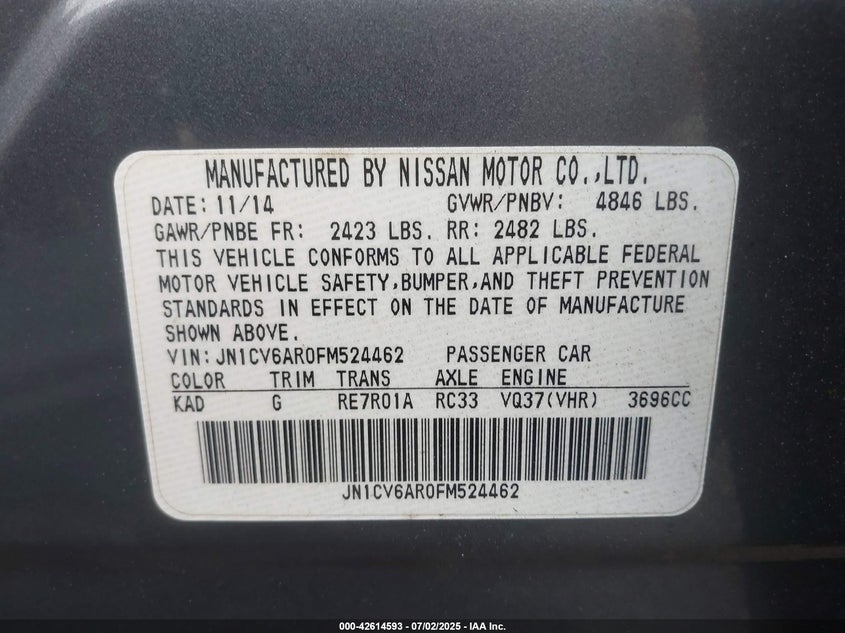 MANUFACTURED BY NISSAN MOTOR CO.,LTD.
DATE: 11/14 GVWR/PNBV: 4846 LBS.
GAWR/PNBE FR: 2423 LBS. RR: 2482 LBS.
THIS VEHICLE CONFORMS TO ALL APPLICABLE FEDERAL
MOTOR VEHICLE SAFETY,BUMPER,AND THEFT PREVENTION
STANDARDS IN EFFECT ON THE DATE OF MANUFACTURE
SHOWN ABOVE.
VIN: JN1CV6AR0FM524462 PASSENGER CAR
COLOR TRIM TRANS AXLE ENGINE
KAD G RE7R01A RC33 VQ37(VHR) 3696CC
JN1CV6AR0FM524462
000-42614593 - 07/02/2025 - IAA Inc.